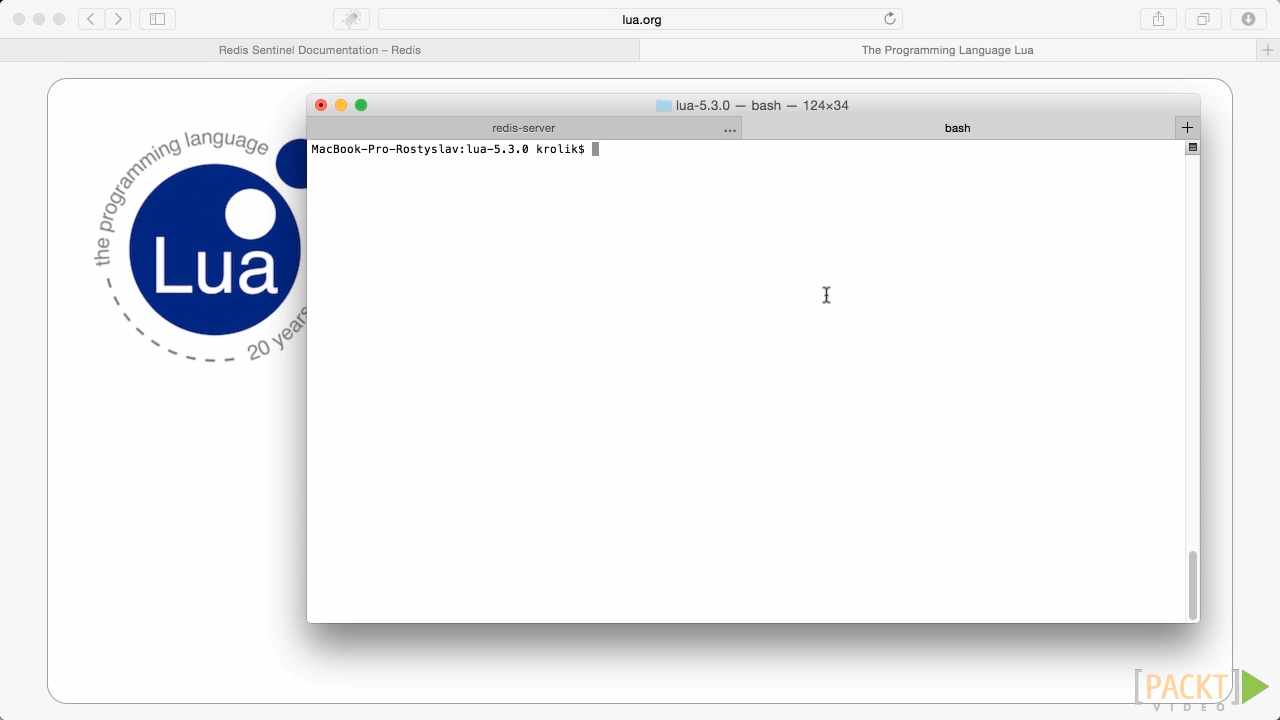 lua.org
Redis Sentinel Documentation – Redis
The Programming Language Lua
the programming language
Lua
20 years
lua-5.3.0 — bash — 124×34
redis-server ...
bash
MacBook-Pro-Rostyslav:lua-5.3.0 krolik$
[PACKT]
VIDEO